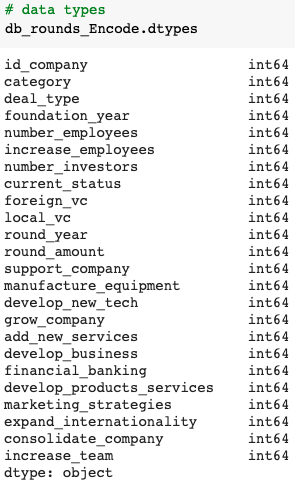 # data types
db_rounds_Encode.dtypes
id_company int64
category int64
deal_type int64
foundation_year int64
number_employees int64
increase_employees int64
number_investors int64
current_status int64
foreign_vc int64
local_vc int64
round_year int64
round_amount int64
support_company int64
manufacture_equipment int64
develop_new_tech int64
grow_company int64
add_new_services int64
develop_business int64
financial_banking int64
develop_products_services int64
marketing_strategies int64
expand_internationality int64
consolidate_company int64
increase_team int64
dtype: object